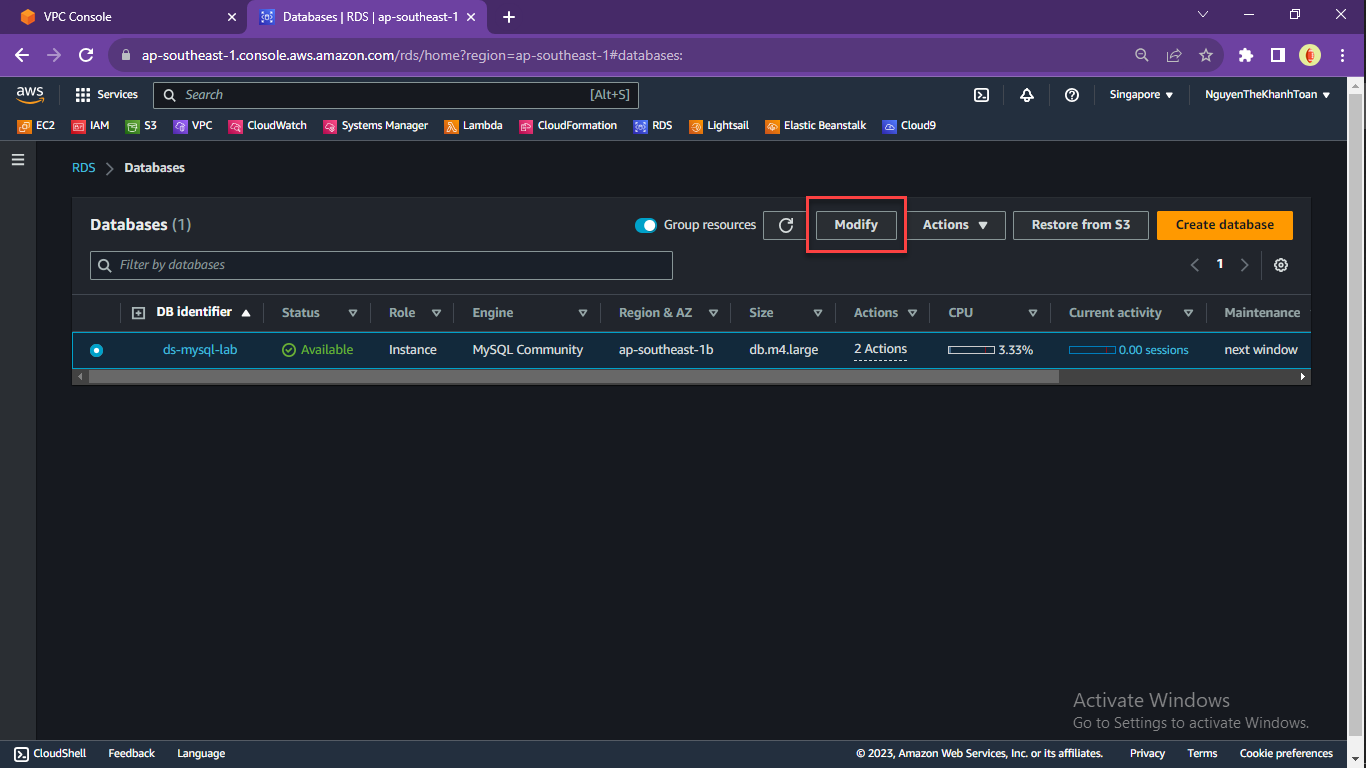 VPC Console
Databases | RDS | ap-southeast-1
ap-southeast-1.console.aws.amazon.com/rds/home?region=ap-southeast-1#databases:
aws
Services
Search
[Alt+S]
Singapore
NguyenTheKhanhToan
EC2 IAM S3 VPC CloudWatch Systems Manager Lambda CloudFormation RDS Lightsail Elastic Beanstalk Cloud9
RDS
Databases
Databases (1)
Group resources
Modify
Actions
Restore from S3
Create database
Filter by databases
1
DB identifier Status Role Engine Region & AZ Size Actions CPU Current activity Maintenance
ds-mysql-lab Available Instance MySQL Community ap-southeast-1b db.m4.large 2 Actions 3.33% 0.00 sessions next window
Activate Windows
Go to Settings to activate Windows.
CloudShell Feedback Language © 2023, Amazon Web Services, Inc. or its affiliates. Privacy Terms Cookie preferences